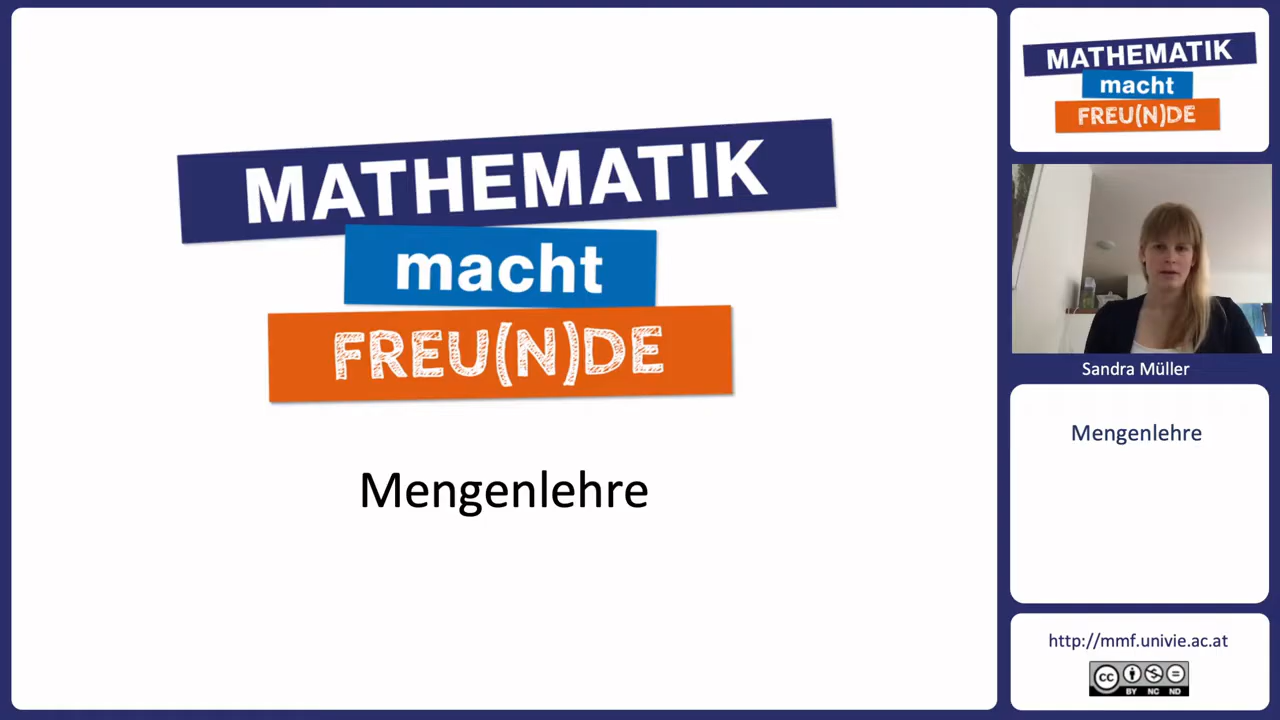 MATHEMATIK
macht
FREU(N)DE
Mengenlehre
MATHEMATIK
macht
FREU(N)DE
Sandra Müller
Mengenlehre
http://mmf.univie.ac.at
CC
BY NC ND